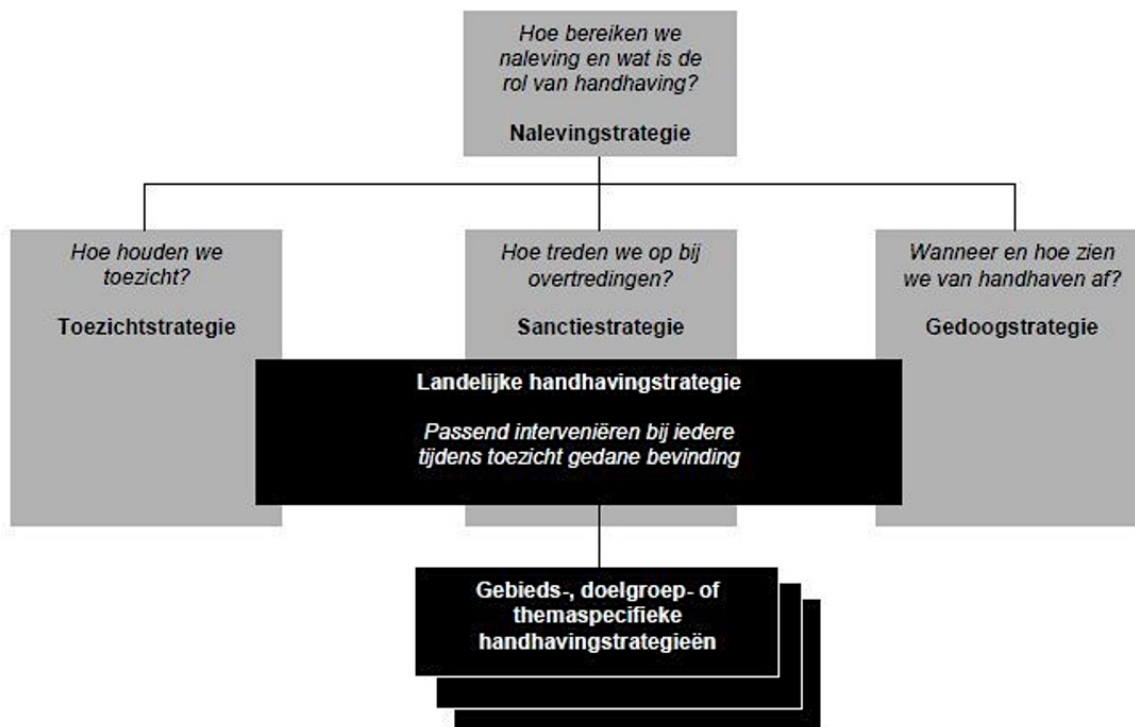 Hoe bereiken we
naleving en wat is de
rol van handhaving?
Nalevingstrategie
Hoe houden we
toezicht?
Toezichtstrategie
Hoe treden we op bij
overtredingen?
Sanctiestrategie
Wanneer en hoe zien
we van handhaven af?
Gedoogstrategie
Landelijke handhavingstrategie
Passend interveniëren bij iedere
tijdens toezicht gedane bevinding
Gebieds-, doelgroep- of
themaspecifieke
handhavingstrategieën